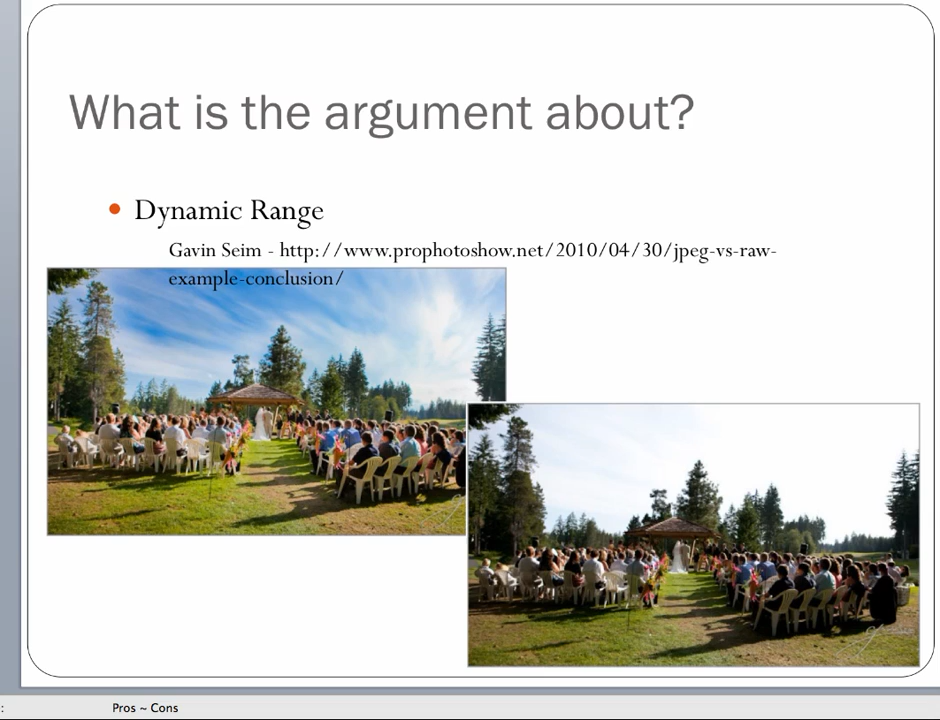 What is the argument about?
Dynamic Range
Gavin Seim - http://www.prophotoshow.net/2010/04/30/jpeg-vs-raw-
example-conclusion/
: Pros ~ Cons